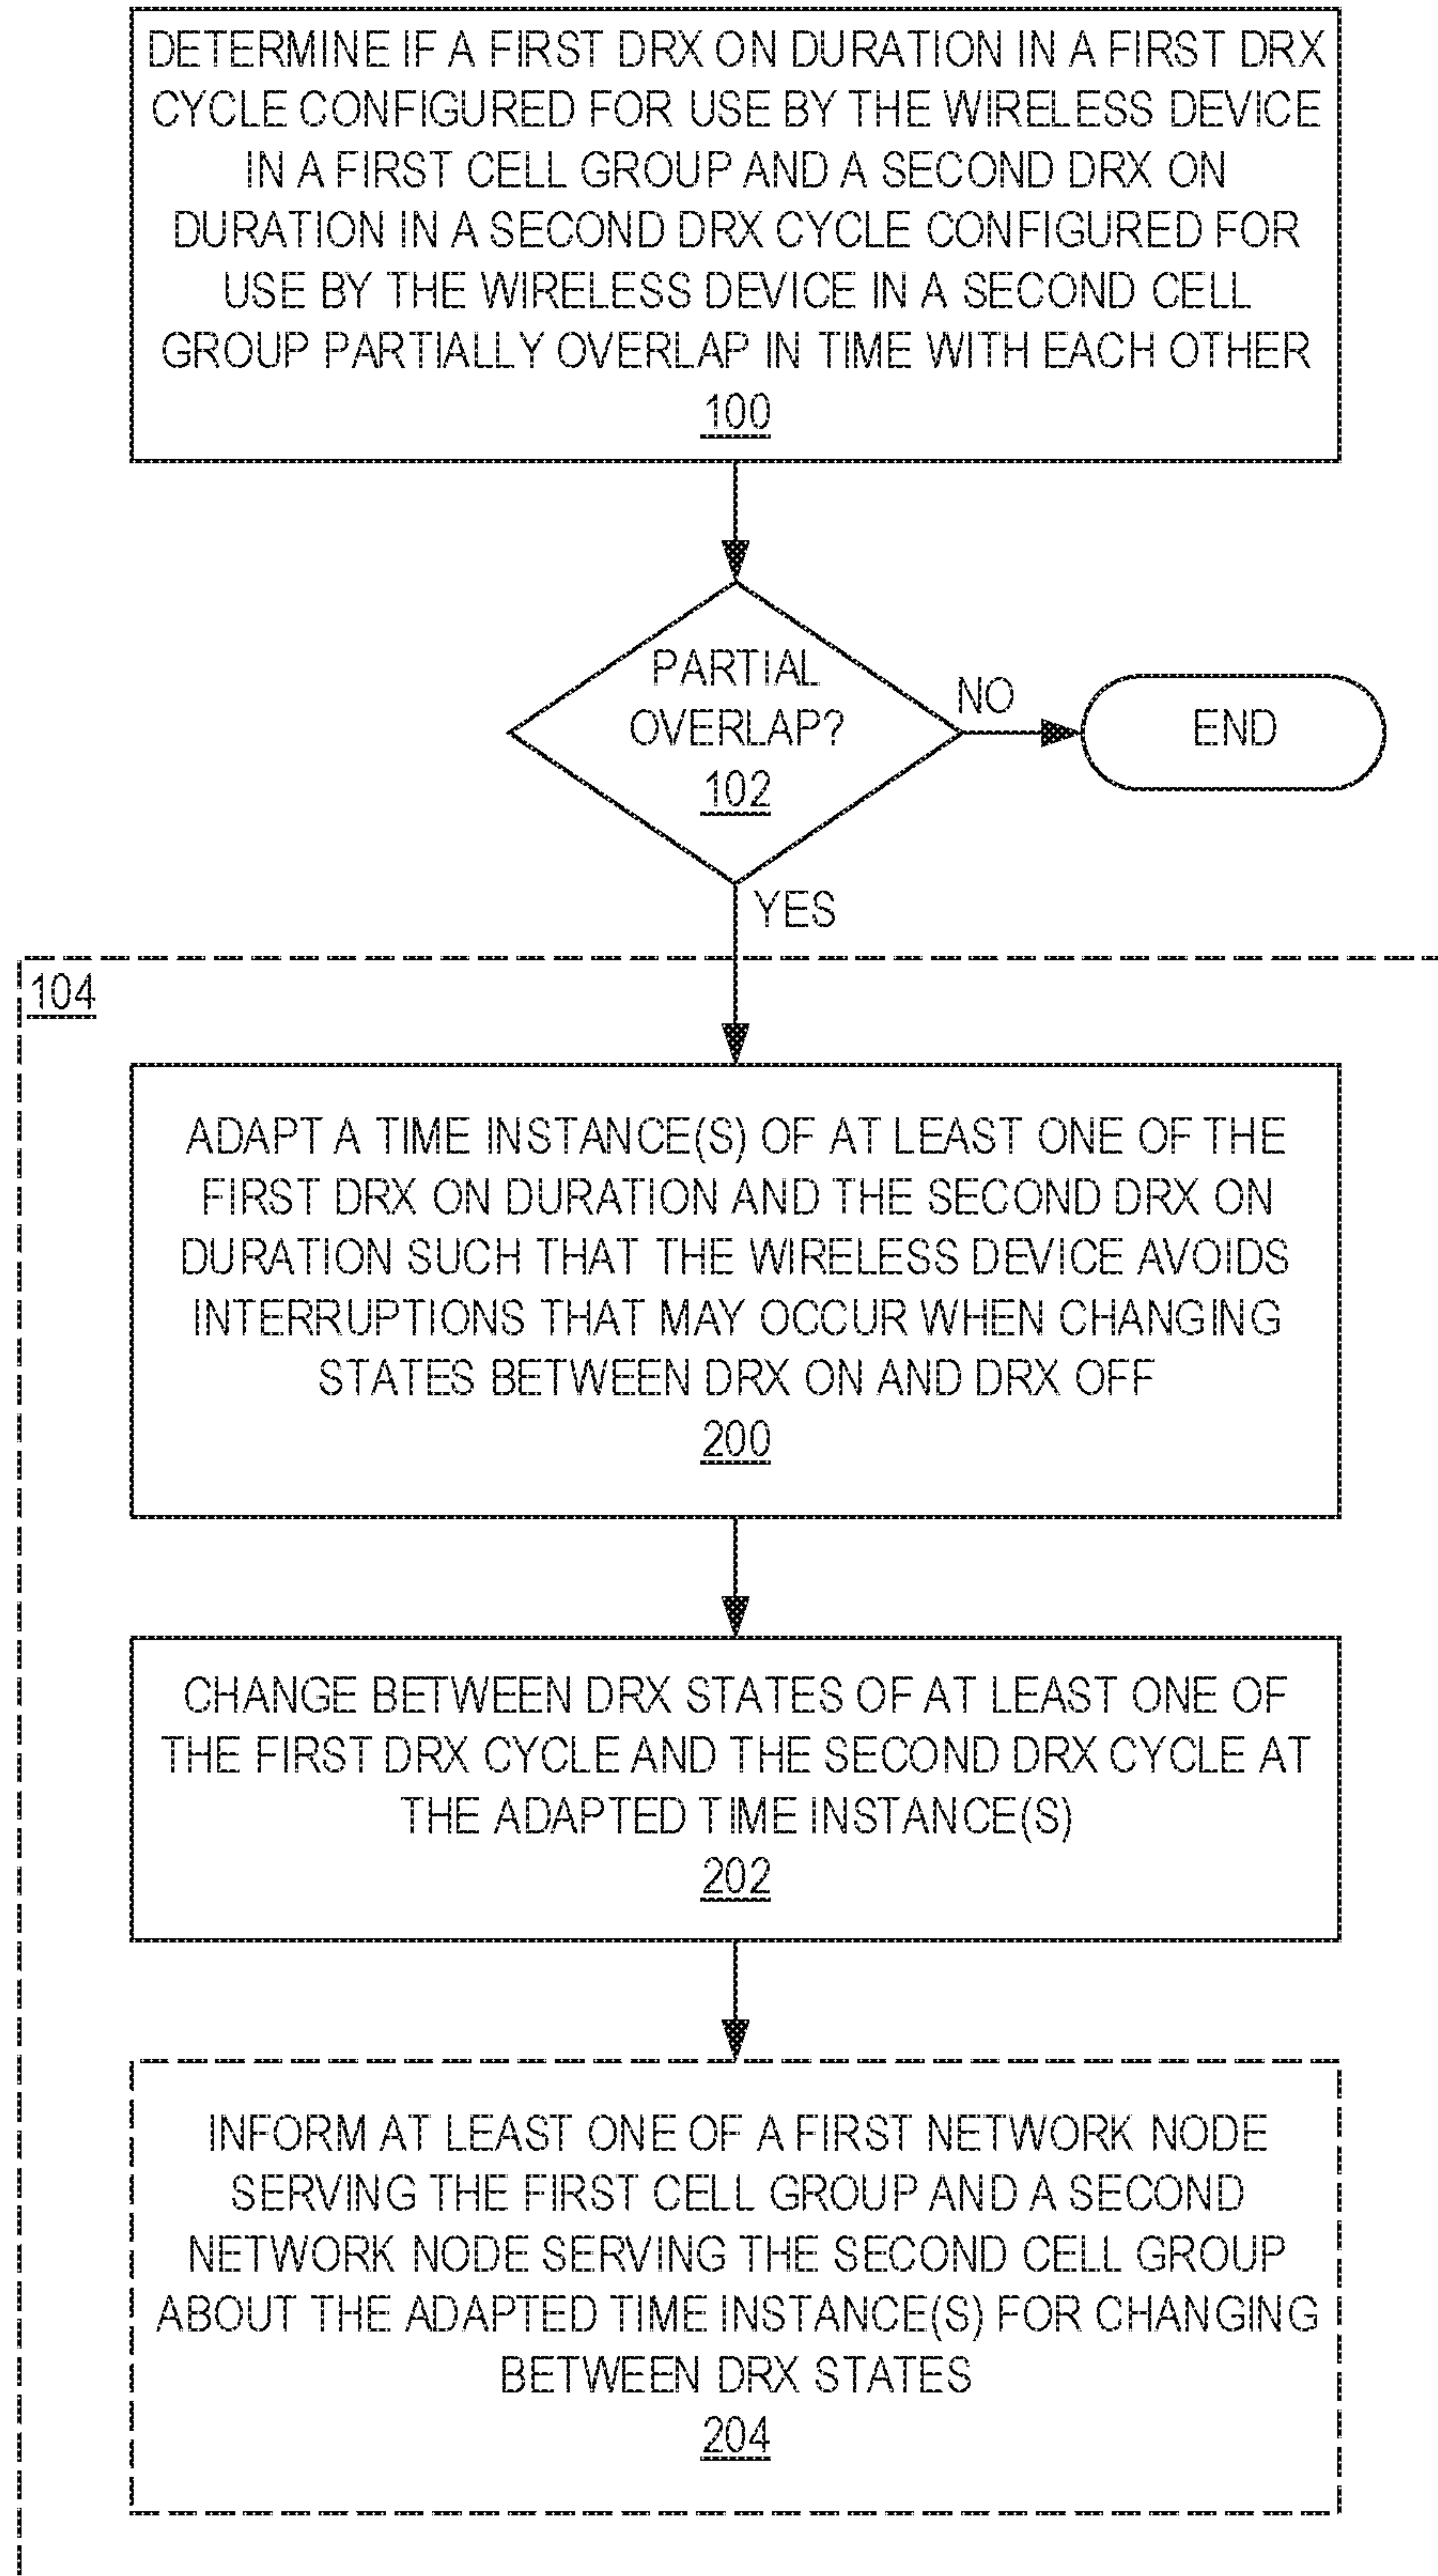 DETERMINE IF A FIRST DRX ON DURATION IN A FIRST DRX
CYCLE CONFIGURED FOR USE BY THE WIRELESS DEVICE
IN A FIRST CELL GROUP AND A SECOND DRX ON
DURATION IN A SECOND DRX CYCLE CONFIGURED FOR
USE BY THE WIRELESS DEVICE IN A SECOND CELL
GROUP PARTIALLY OVERLAP IN TIME WITH EACH OTHER
100
PARTIAL
OVERLAP?
102
NO
END
YES
104
ADAPT A TIME INSTANCE(S) OF AT LEAST ONE OF THE
FIRST DRX ON DURATION AND THE SECOND DRX ON
DURATION SUCH THAT THE WIRELESS DEVICE AVOIDS
INTERRUPTIONS THAT MAY OCCUR WHEN CHANGING
STATES BETWEEN DRX ON AND DRX OFF
200
CHANGE BETWEEN DRX STATES OF AT LEAST ONE OF
THE FIRST DRX CYCLE AND THE SECOND DRX CYCLE AT
THE ADAPTED TIME INSTANCE(S)
202
INFORM AT LEAST ONE OF A FIRST NETWORK NODE
SERVING THE FIRST CELL GROUP AND A SECOND
NETWORK NODE SERVING THE SECOND CELL GROUP
ABOUT THE ADAPTED TIME INSTANCE(S) FOR CHANGING
BETWEEN DRX STATES
204